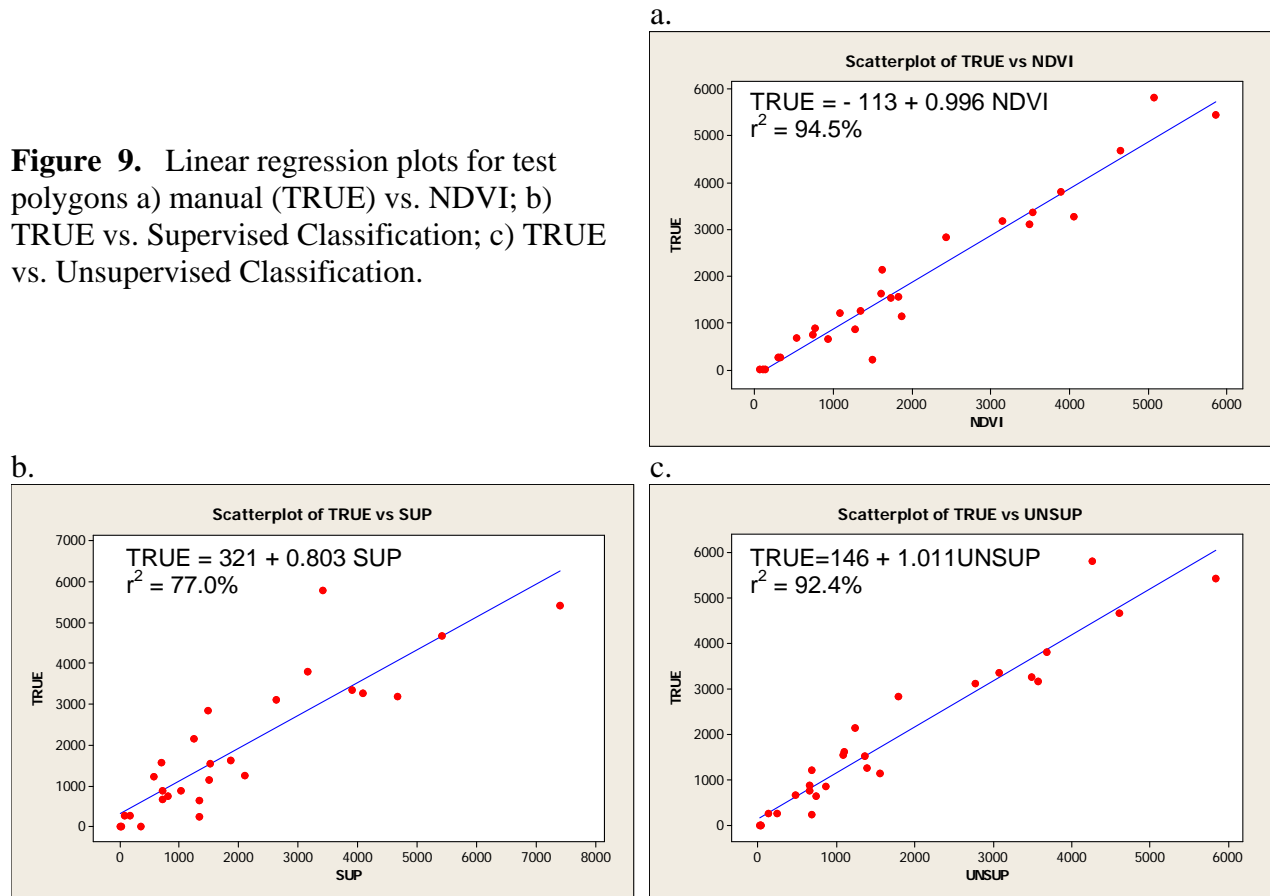 Figure 9. Linear regression plots for test
polygons a) manual (TRUE) vs. NDVI; b)
TRUE vs. Supervised Classification; c) TRUE
vs. Unsupervised Classification.
a.
Scatterplot of TRUE vs NDVI
TRUE = - 113 + 0.996 NDVI
r² = 94.5%
6000
5000
4000
3000
2000
1000
0
TRUE
0 1000 2000 3000 4000 5000 6000
NDVI
b.
Scatterplot of TRUE vs SUP
TRUE = 321 + 0.803 SUP
r² = 77.0%
7000
6000
5000
4000
3000
2000
1000
0
TRUE
0 1000 2000 3000 4000 5000 6000 7000 8000
SUP
c.
Scatterplot of TRUE vs UNSUP
TRUE=146 + 1.011UNSUP
r² = 92.4%
6000
5000
4000
3000
2000
1000
0
TRUE
0 1000 2000 3000 4000 5000 6000
UNSUP